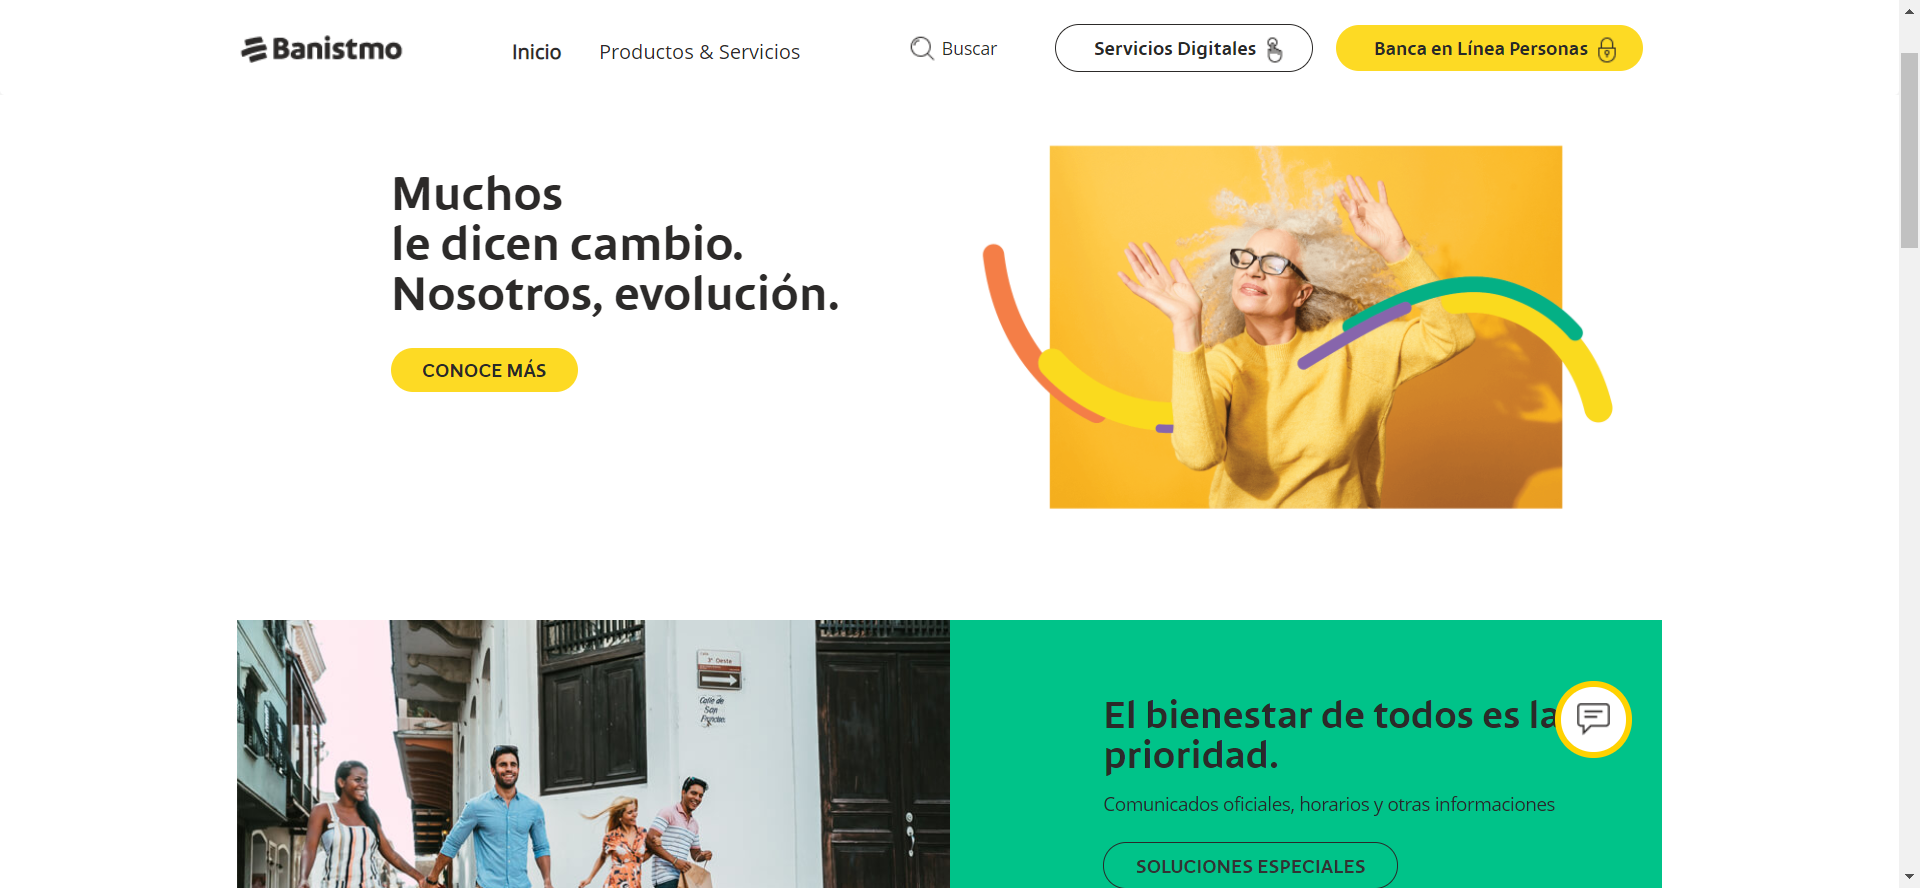 Banistmo
Inicio
Productos & Servicios
Buscar
Servicios Digitales
Banca en Línea Personas
Muchos
le dicen cambio.
Nosotros, evolución.
CONOCE MÁS
3ª Oeste
Calle de
San
El bienestar de todos es la
prioridad.
Comunicados oficiales, horarios y otras informaciones
SOLUCIONES ESPECIALES